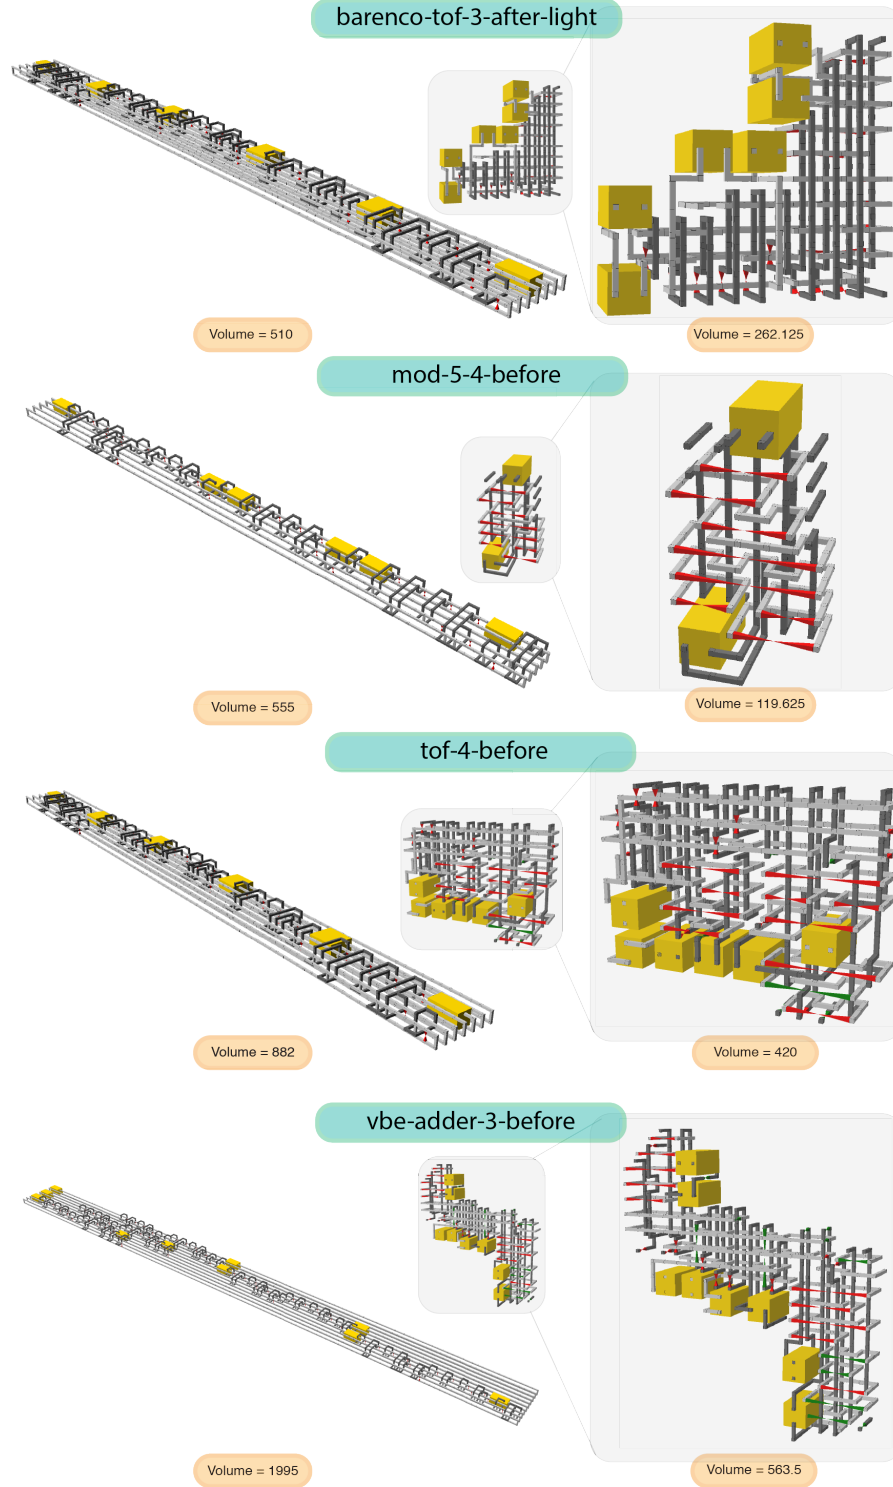 barenco-tof-3-after-light
Volume = 510
Volume = 262.125
mod-5-4-before
Volume = 555
Volume = 119.625
tof-4-before
Volume = 882
Volume = 420
vbe-adder-3-before
Volume = 1995
Volume = 563.5